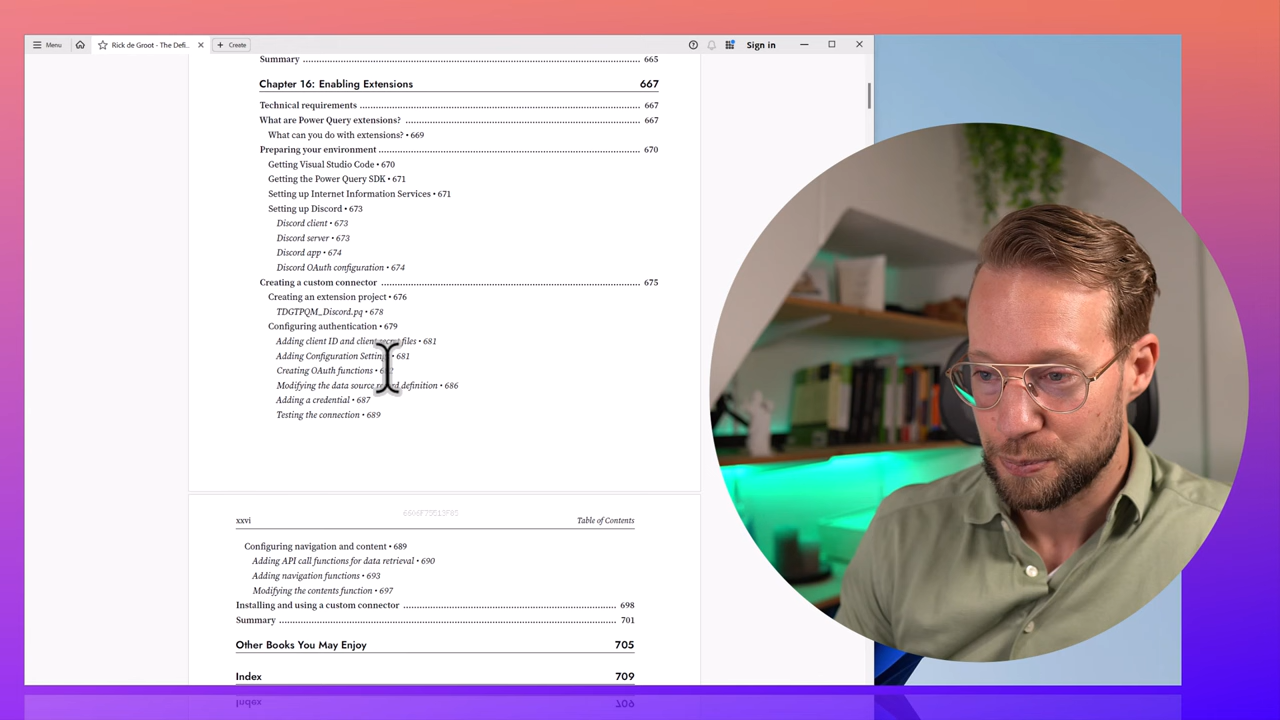 Menu
Rick de Groot - The Defi...
Create
Sign in
Summary 665
Chapter 16: Enabling Extensions 667
Technical requirements 667
What are Power Query extensions? 667
What can you do with extensions? • 669
Preparing your environment 670
Getting Visual Studio Code • 670
Getting the Power Query SDK • 671
Setting up Internet Information Services • 671
Setting up Discord • 673
Discord client • 673
Discord server • 673
Discord app • 674
Discord OAuth configuration • 674
Creating a custom connector 675
Creating an extension project • 676
TDGTPQM_Discord.pq • 678
Configuring authentication • 679
Adding client ID and client secret files • 681
Adding Configuration Settings • 681
Creating OAuth functions •
Modifying the data source record definition • 686
Adding a credential • 687
Testing the connection • 689
xxvi Table of Contents
Configuring navigation and content • 689
Adding API call functions for data retrieval • 690
Adding navigation functions • 693
Modifying the contents function • 697
Installing and using a custom connector 698
Summary 701
Other Books You May Enjoy 705
Index 709